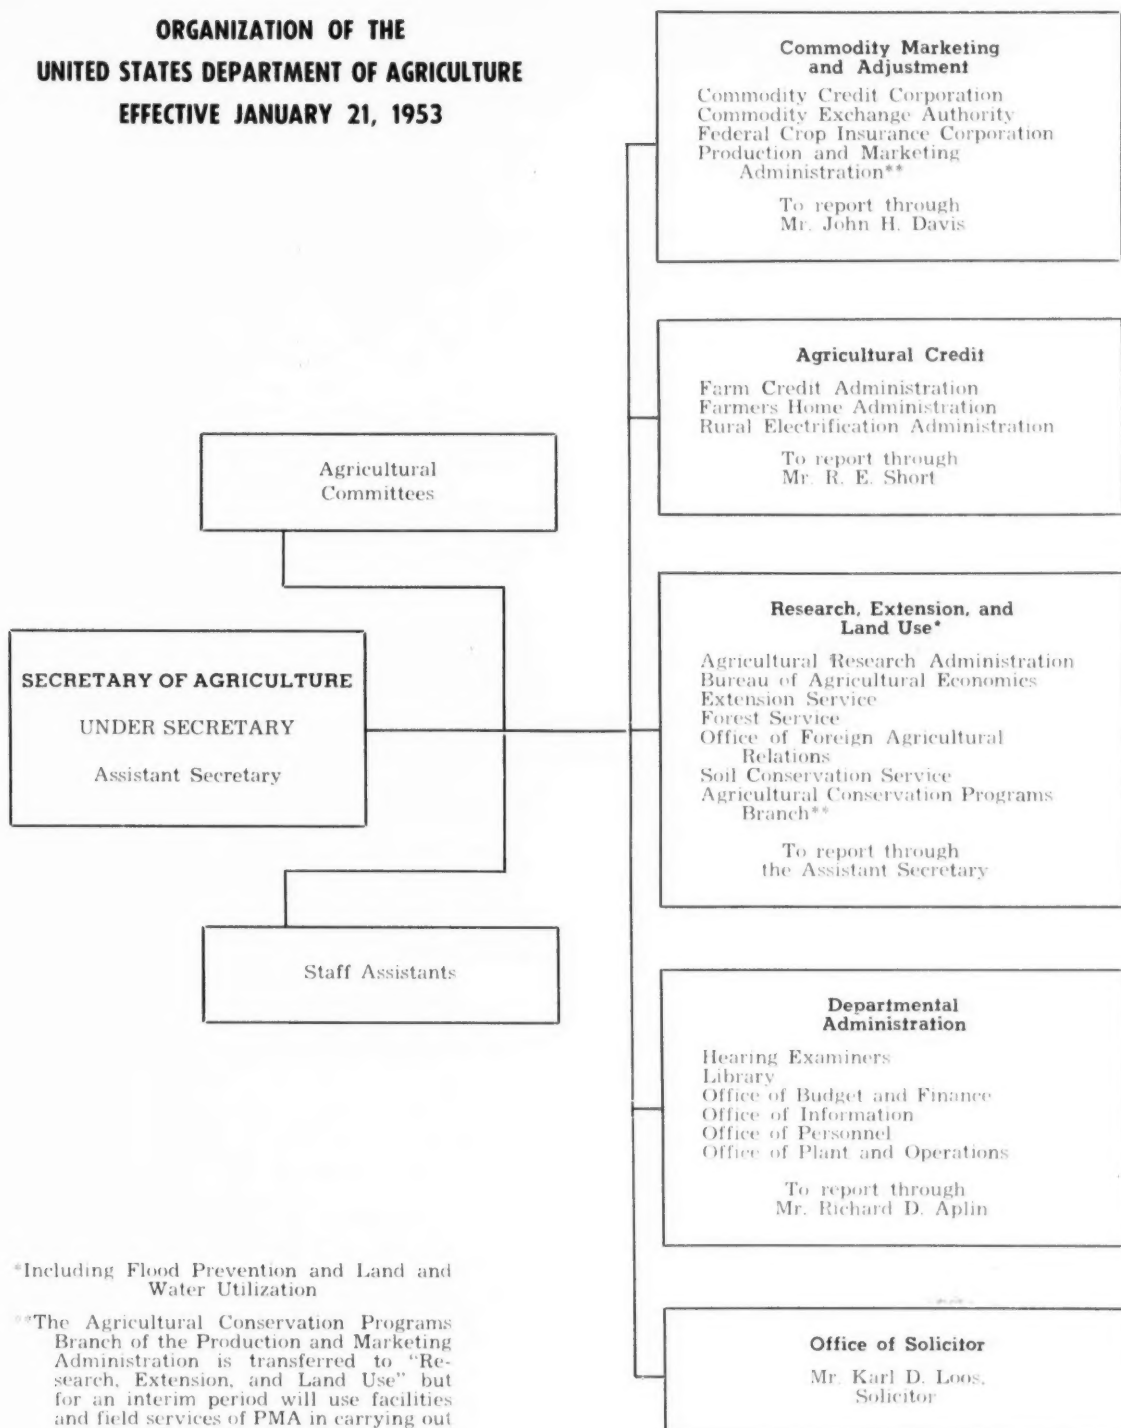 ORGANIZATION OF THE
UNITED STATES DEPARTMENT OF AGRICULTURE
EFFECTIVE JANUARY 21, 1953
Commodity Marketing
and Adjustment
Commodity Credit Corporation
Commodity Exchange Authority
Federal Crop Insurance Corporation
Production and Marketing
Administration**
To report through
Mr. John H. Davis
Agricultural Credit
Farm Credit Administration
Farmers Home Administration
Rural Electrification Administration
To report through
Mr. R. E. Short
Agricultural
Committees
SECRETARY OF AGRICULTURE
UNDER SECRETARY
Assistant Secretary
Staff Assistants
Research, Extension, and
Land Use*
Agricultural Research Administration
Bureau of Agricultural Economics
Extension Service
Forest Service
Office of Foreign Agricultural
Relations
Soil Conservation Service
Agricultural Conservation Programs
Branch**
To report through
the Assistant Secretary
Departmental
Administration
Hearing Examiners
Library
Office of Budget and Finance
Office of Information
Office of Personnel
Office of Plant and Operations
To report through
Mr. Richard D. Aplin
Office of Solicitor
Mr. Karl D. Loos,
Solicitor
*Including Flood Prevention and Land and
Water Utilization
**The Agricultural Conservation Programs
Branch of the Production and Marketing
Administration is transferred to "Re-
search, Extension, and Land Use" but
for an interim period will use facilities
and field services of PMA in carrying out